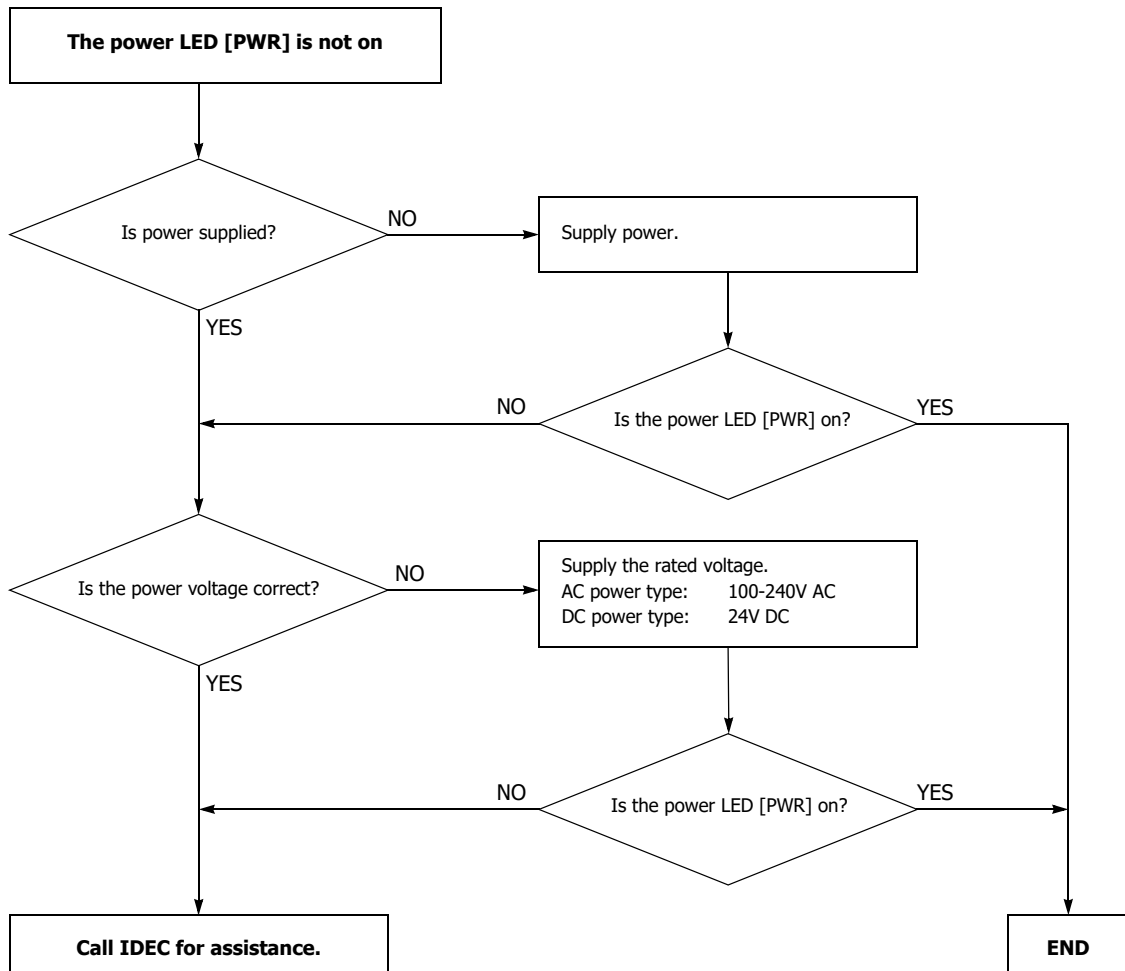 The power LED [PWR] is not on
Is power supplied?
NO
Supply power.
YES
Is the power LED [PWR] on?
NO
YES
Is the power voltage correct?
NO
Supply the rated voltage.
AC power type: 100-240V AC
DC power type: 24V DC
YES
Is the power LED [PWR] on?
NO
YES
Call IDEC for assistance.
END